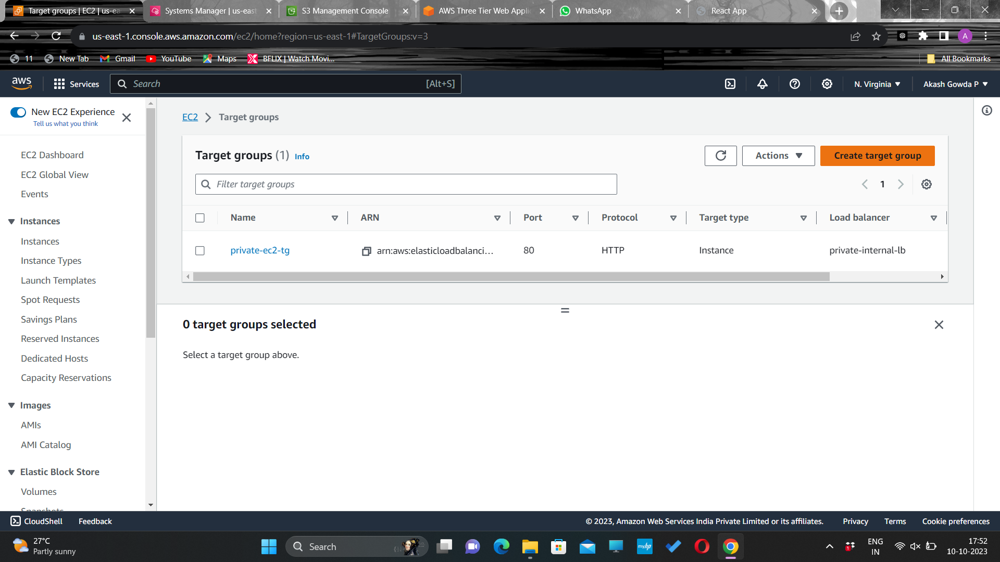 Target groups | EC2 | us-ea
Systems Manager | us-east
S3 Management Console
AWS Three Tier Web Applic
WhatsApp
React App
us-east-1.console.aws.amazon.com/ec2/home?region=us-east-1#TargetGroups:v=3
A
11
New Tab
Gmail
YouTube
Maps
BFLIX | Watch Movi...
All Bookmarks
aws
Services
Search
[Alt+S]
N. Virginia
Akash Gowda P
New EC2 Experience
Tell us what you think
EC2 Dashboard
EC2 Global View
Events
Instances
Instances
Instance Types
Launch Templates
Spot Requests
Savings Plans
Reserved Instances
Dedicated Hosts
Capacity Reservations
Images
AMIs
AMI Catalog
Elastic Block Store
Volumes
Snapshots
EC2
Target groups
Target groups (1) Info
Actions
Create target group
Filter target groups
1
Name
ARN
Port
Protocol
Target type
Load balancer
private-ec2-tg
arn:aws:elasticloadbalanci...
80
HTTP
Instance
private-internal-lb
0 target groups selected
Select a target group above.
CloudShell
Feedback
© 2023, Amazon Web Services India Private Limited or its affiliates.
Privacy
Terms
Cookie preferences
27°C
Partly sunny
Search
myhp
1
ENG
IN
17:52
10-10-2023